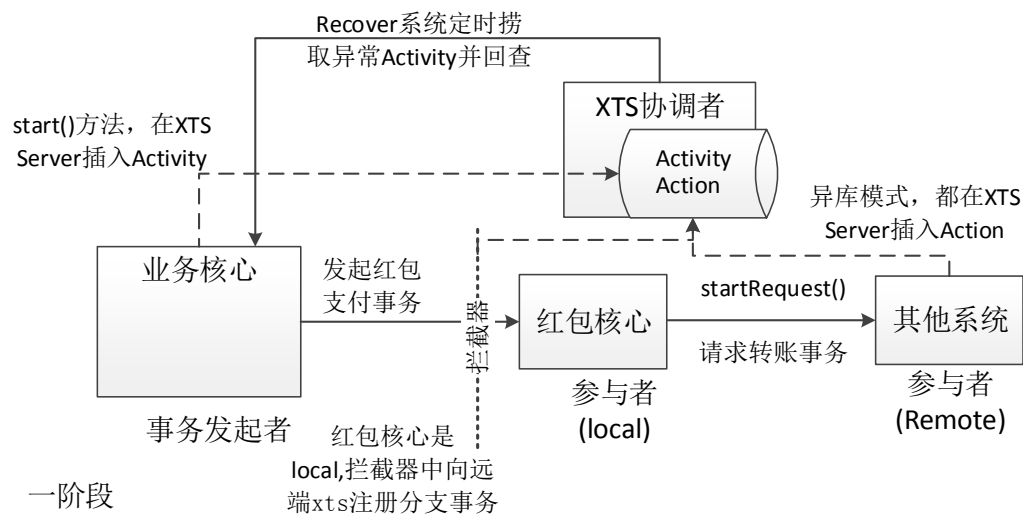 Recover系统定时捞
取异常Activity并回查
XTS协调者
start()方法，在XTS
Server插入Activity
Activity
Action
异库模式，都在XTS
Server插入Action
业务核心
发起红包
支付事务
拦截器
红包核心
startRequest()
请求转账事务
其他系统
事务发起者
参与者
(local)
参与者
(Remote)
红包核心是
local,拦截器中向远
端xts注册分支事务
一阶段